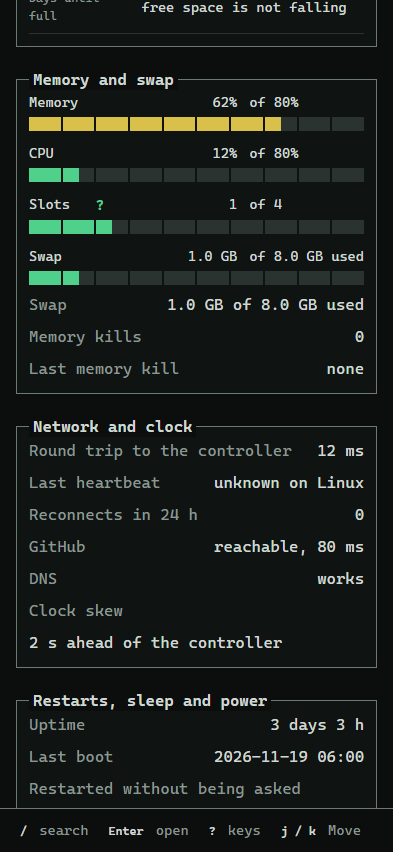 Days until
full
free space is not falling
Memory and swap
Memory 62% of 80%
CPU 12% of 80%
Slots ? 1 of 4
Swap 1.0 GB of 8.0 GB used
Swap 1.0 GB of 8.0 GB used
Memory kills 0
Last memory kill none
Network and clock
Round trip to the controller 12 ms
Last heartbeat unknown on Linux
Reconnects in 24 h 0
GitHub reachable, 80 ms
DNS works
Clock skew
2 s ahead of the controller
Restarts, sleep and power
Uptime 3 days 3 h
Last boot 2026-11-19 06:00
Restarted without being asked
/ search Enter open ? keys j / k Move